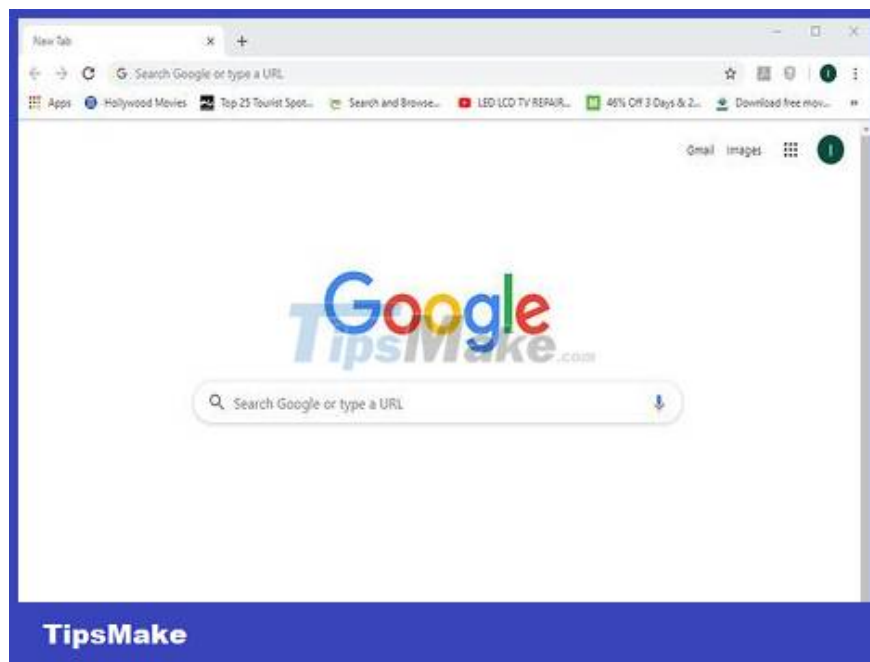 New Tab
G Search Google or type a URL
Apps Hollywood Movies Top 25 Tourist Spot... Search and Browse... LED LCD TV REPAIR... 46% Off 3 Days & 2... Download free mov...
Gmail Images I
Google
TipsMake.com
Search Google or type a URL
TipsMake